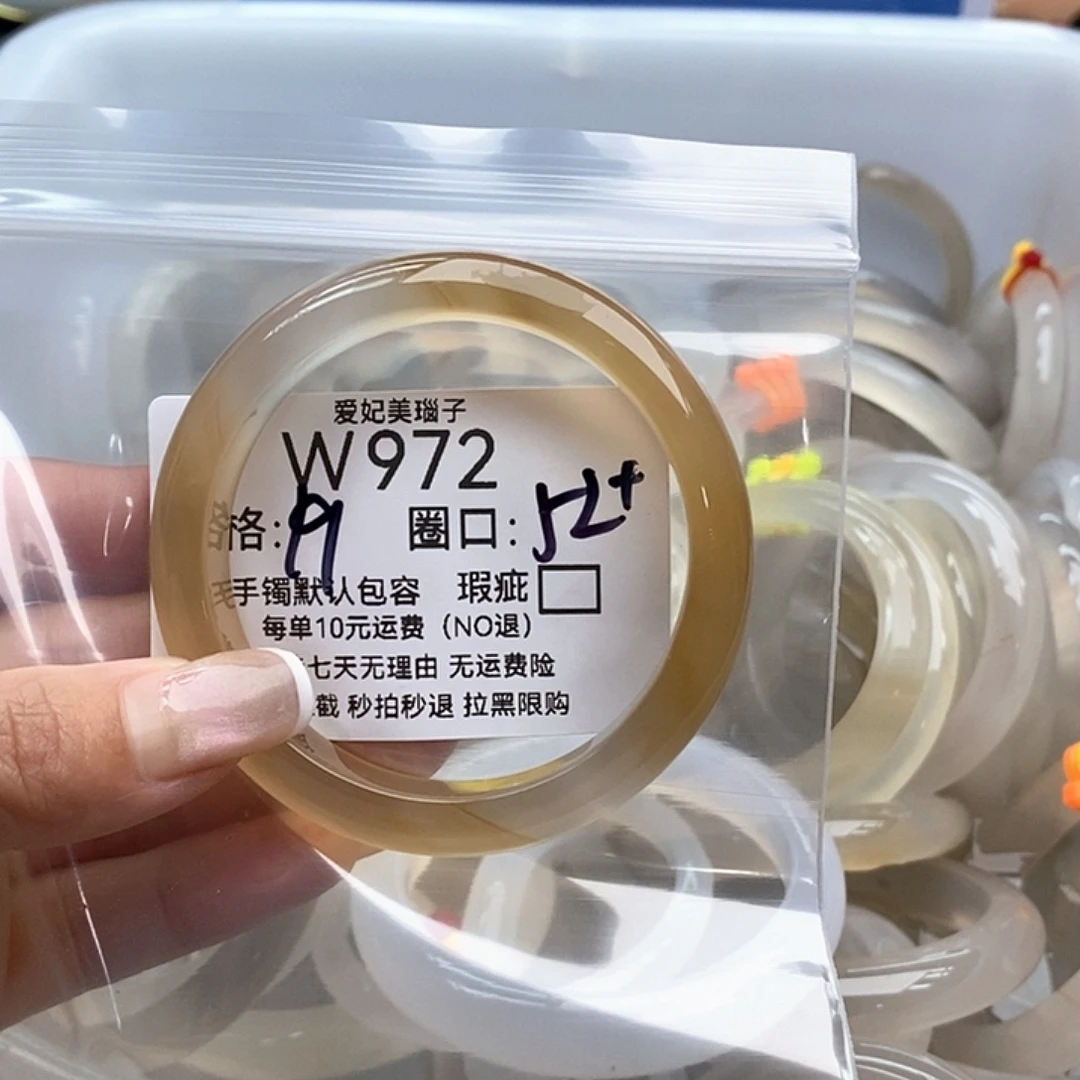 爱妃美瑙子
W972
格:9 圈口:52+
手镯默认包容 瑕疵
每单10元运费（NO退）
七天无理由 无运费险
截 秒拍秒退 拉黑限购